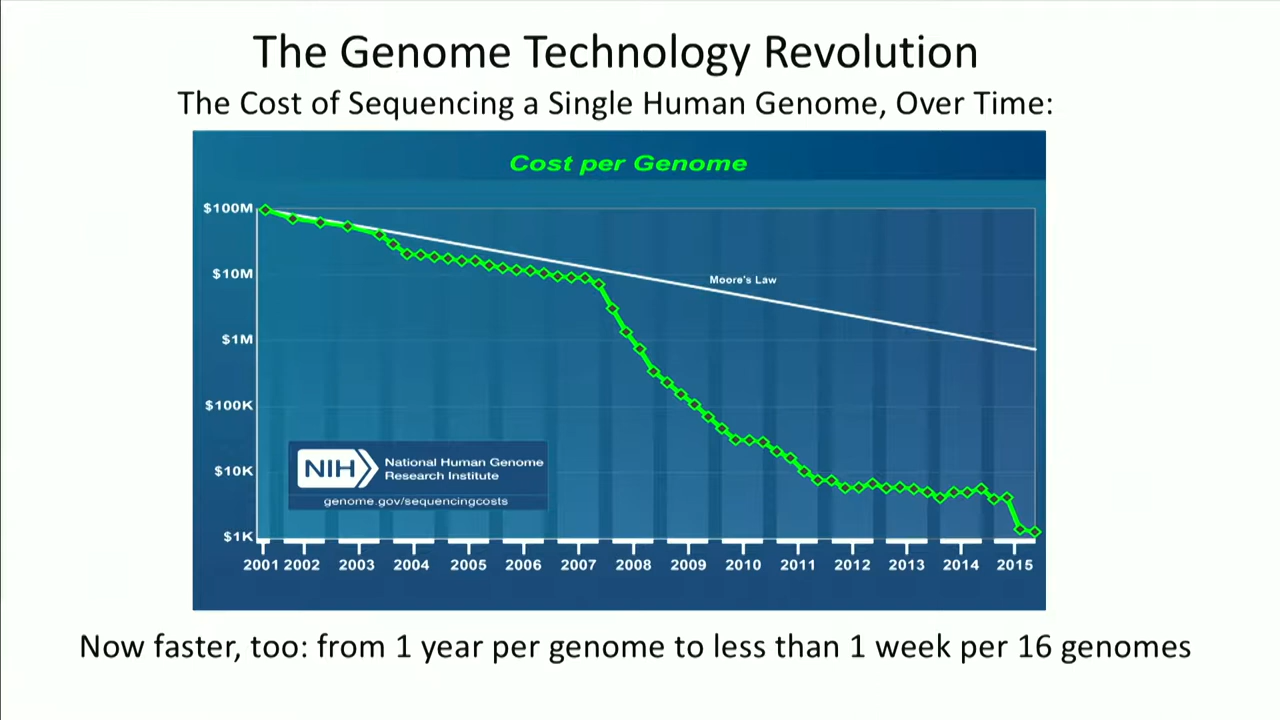 The Genome Technology Revolution
The Cost of Sequencing a Single Human Genome, Over Time:
Cost per Genome
$100M
$10M
$1M
$100K
$10K
$1K
Moore's Law
NIH
National Human Genome
Research Institute
genome.gov/sequencingcosts
2001 2002 2003 2004 2005 2006 2007 2008 2009 2010 2011 2012 2013 2014 2015
Now faster, too: from 1 year per genome to less than 1 week per 16 genomes